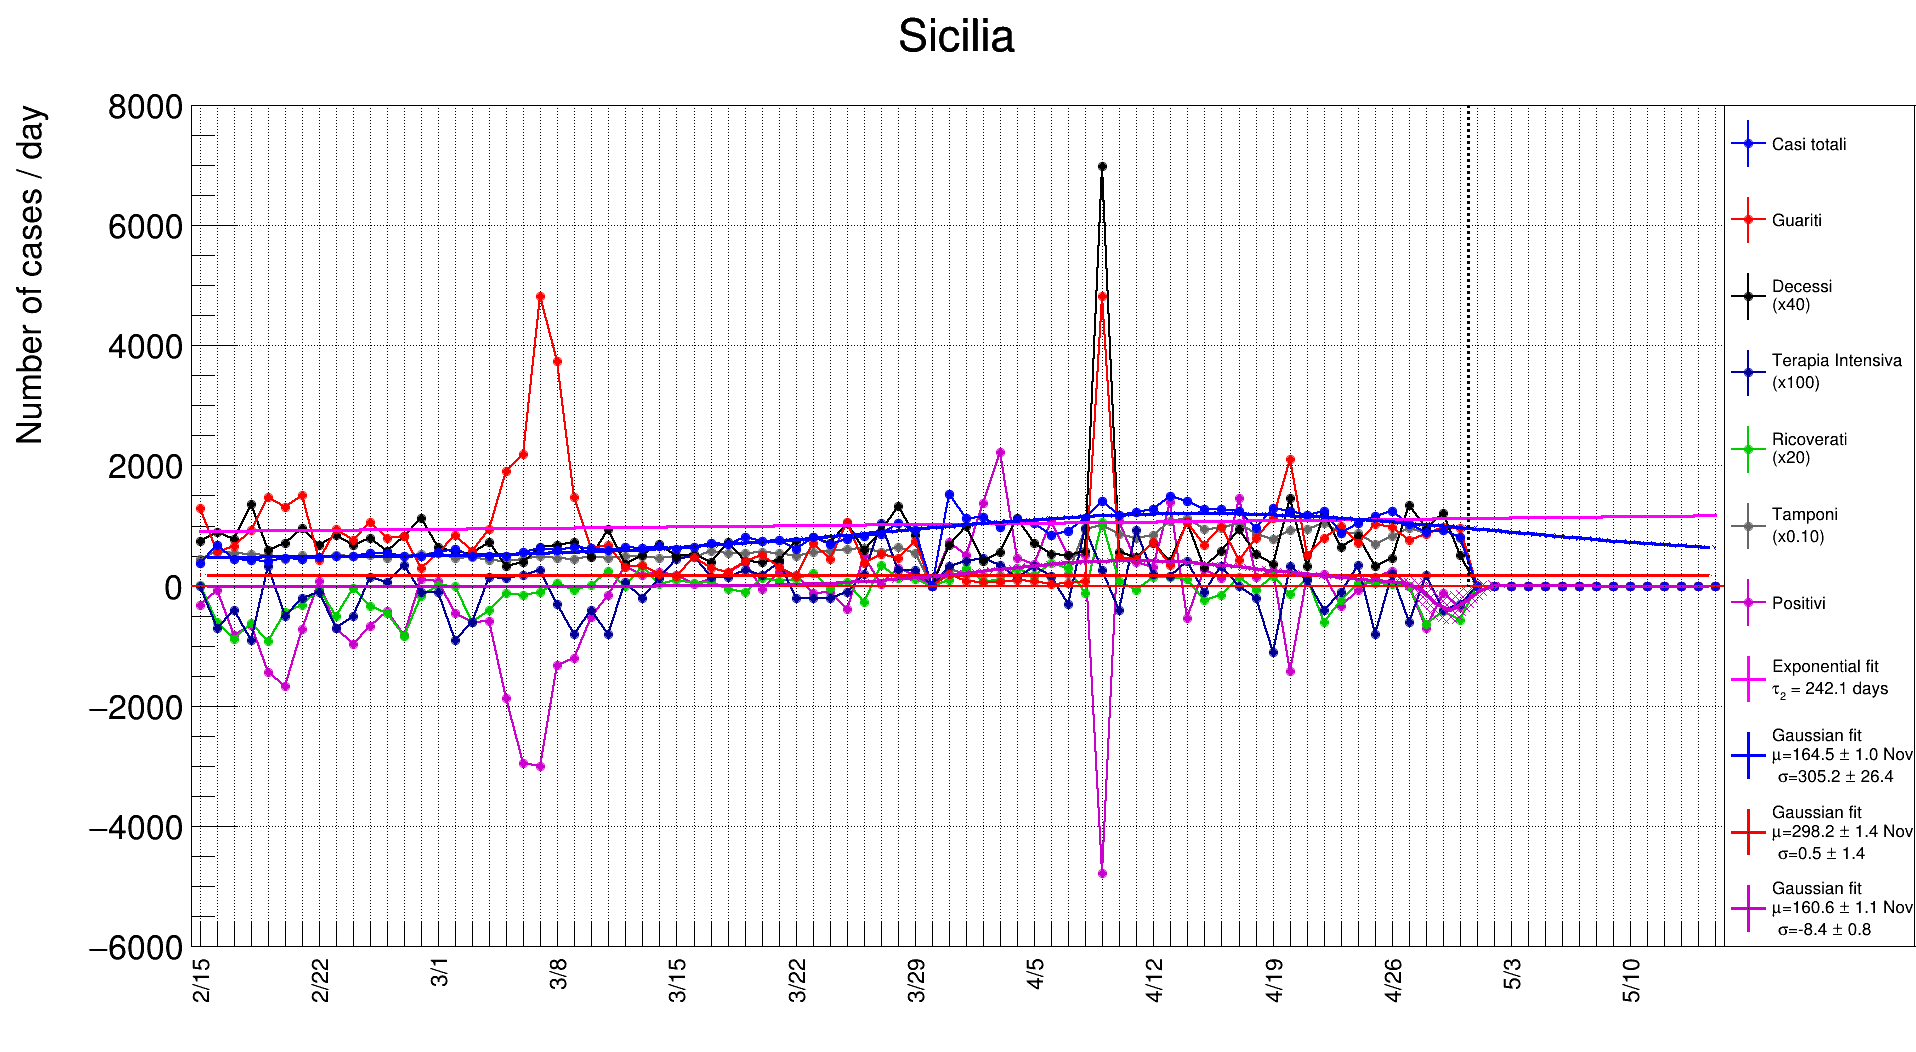 Sicilia
Number of cases / day
8000
6000
4000
2000
0
−2000
−4000
−6000
2/15
2/22
3/1
3/8
3/15
3/22
3/29
4/5
4/12
4/19
4/26
5/3
5/10
Casi totali
Guariti
Decessi
(x40)
Terapia Intensiva
(x100)
Ricoverati
(x20)
Tamponi
(x0.10)
Positivi
Exponential fit
τ2 = 242.1 days
Gaussian fit
μ=164.5 ± 1.0 Nov
σ=305.2 ± 26.4
Gaussian fit
μ=298.2 ± 1.4 Nov
σ=0.5 ± 1.4
Gaussian fit
μ=160.6 ± 1.1 Nov
σ=-8.4 ± 0.8